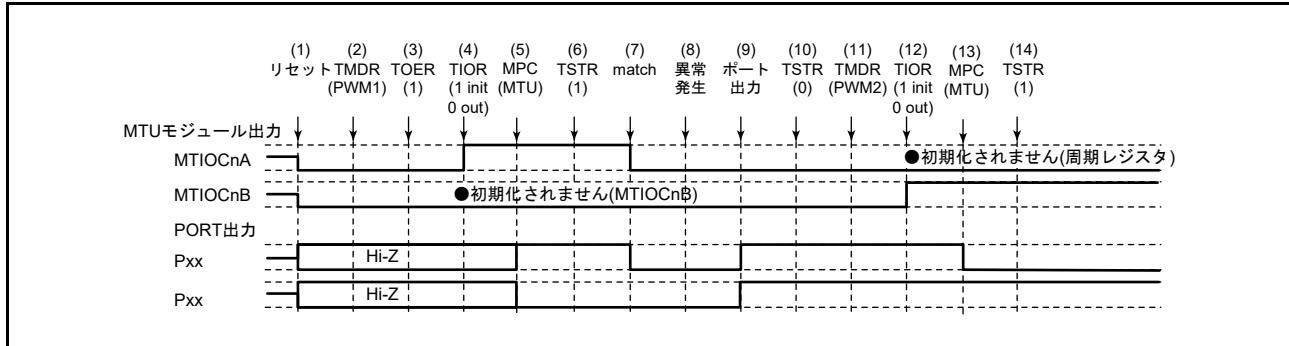 (1) (2) (3) (4) (5) (6) (7) (8) (9) (10) (11) (12) (13) (14)
リセット TMDR TOER TIOR MPC TSTR match 異常 ポート TSTR TMDR TIOR MPC TSTR
(PWM1) (1) (1 init (MTU) (1) 発生 出力 (0) (PWM2) (1 init (MTU) (1)
0 out) 0 out)
MTUモジュール出力
MTIOCnA ●初期化されません(周期レジスタ)
MTIOCnB ●初期化されません(MTIOCnB)
PORT出力
Pxx Hi-Z
Pxx Hi-Z